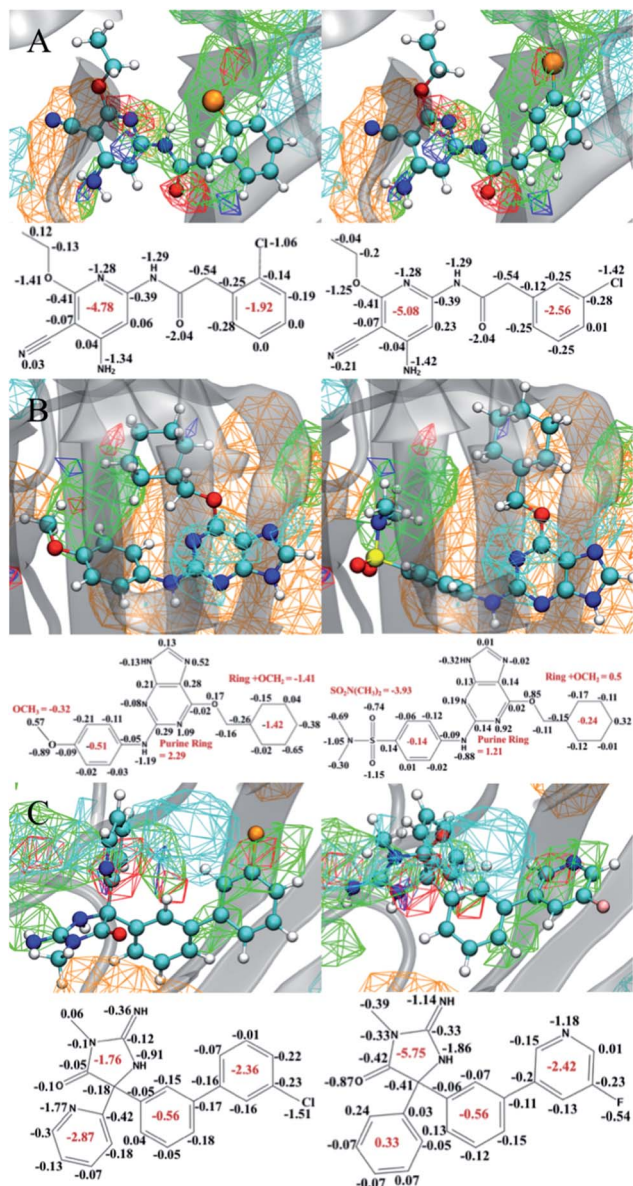 A
0.12
-0.04
-0.13
-0.2
-1.29
Cl -1.06
-1.29
-1.42
-1.41 O
-1.28
N
H
N
-0.54
-0.14
-1.25 O
-1.28
N
H
N
-0.54
-0.25
Cl
-0.41
-4.78
-0.39
-0.25
-1.92
-0.19
-0.41
-5.08
-0.39
-0.12
-2.56
-0.28
-0.07
0.06
O
-2.04
-0.28
0.0
-0.07
0.23
O
-2.04
-0.25
0.01
N
0.03
0.04
-1.34
NH2
0.0
N
-0.21
-0.04
-1.42
NH2
-0.25
B
0.13
0.01
-0.13 HN
N 0.52
Ring +OCH2 = -1.41
-0.32 HN
N -0.02
Ring +OCH2 = 0.5
0.21
0.28
0.13
0.14
OCH3 = -0.32
-0.08 N
-0.02
0.17
O
-0.15
0.04
SO2N(CH3)2 = -3.93
0.19
N
0.02
0.85
O
-0.17
-0.11
0.57
-0.21
-0.11
-0.26
-1.42
-0.38
-0.69
-0.74
O
-0.06
-0.12
-0.15
-0.24
-0.32
O
-0.89
-0.09
-0.51
-0.05
0.29
N
1.09
-0.16
-1.05 N
S
0.14
-0.14
-0.09
0.14
N
0.92
-0.11
-0.02
-0.03
N
H
-1.19
Purine Ring
= 2.29
-0.02
-0.65
-0.30
O
-1.15
0.01
-0.02
N
H
-0.88
Purine Ring
= 1.21
-0.12
-0.01
C
0.06
-0.36
NH
-0.39
-1.14
NH
-1.18
-0.1 N
-0.12
-0.01
-0.33 N
-0.33
-0.15
N
0.01
-0.05
-1.76
-0.91
NH
-0.07
-2.36
-0.22
-0.42
-5.75
-1.86
NH
-2.42
-0.10 O
-0.18
-0.05
-0.15
-0.16
-0.23
-0.87 O
-0.41
-0.06
-0.07
-0.2
-0.23
-1.77
N
-0.42
-0.56
-0.17
-0.16
Cl
-1.51
0.24
0.03
-0.56
-0.11
-0.13
F
-0.54
-0.3
-2.87
-0.18
0.04
-0.05
-0.18
-0.07
0.33
-0.05
0.13
-0.12
-0.15
-0.13
-0.07
-0.07
0.07